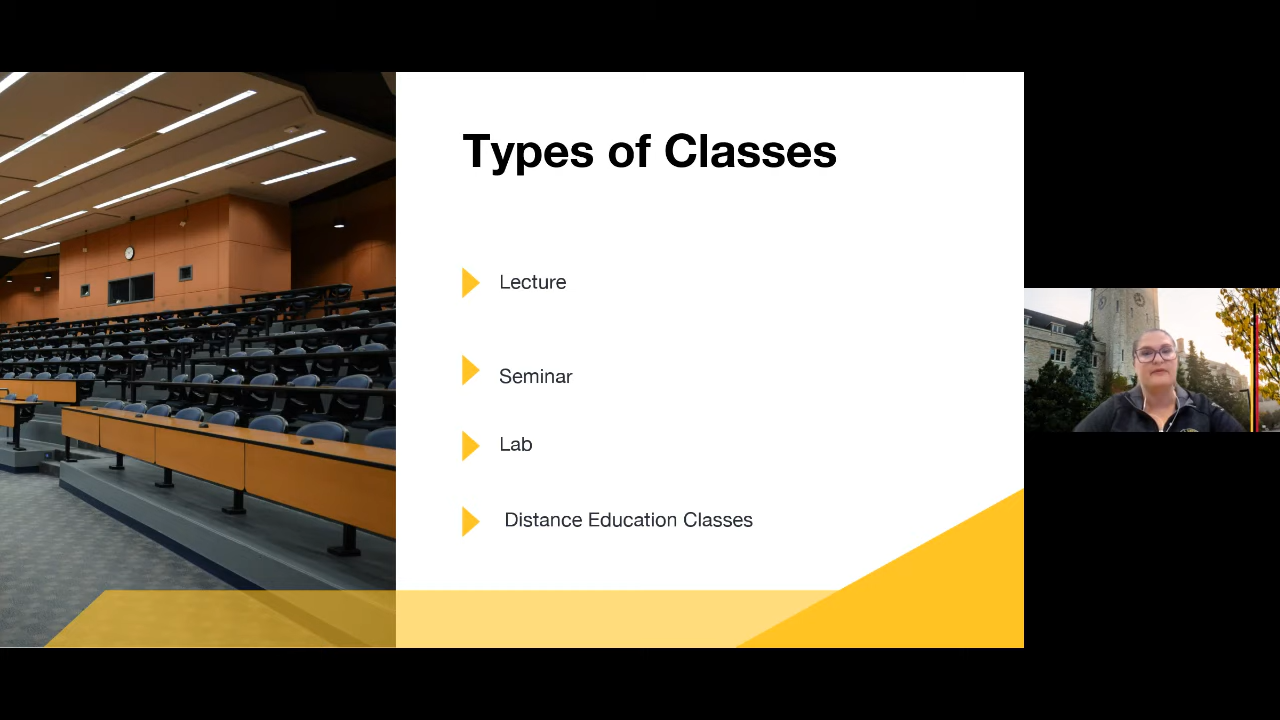 Types of Classes
Lecture
Seminar
Lab
Distance Education Classes